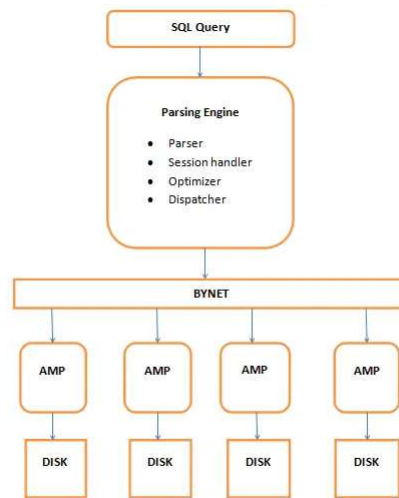 SQL Query
Parsing Engine
• Parser
• Session handler
• Optimizer
• Dispatcher
BYNET
AMP AMP AMP AMP
DISK DISK DISK DISK